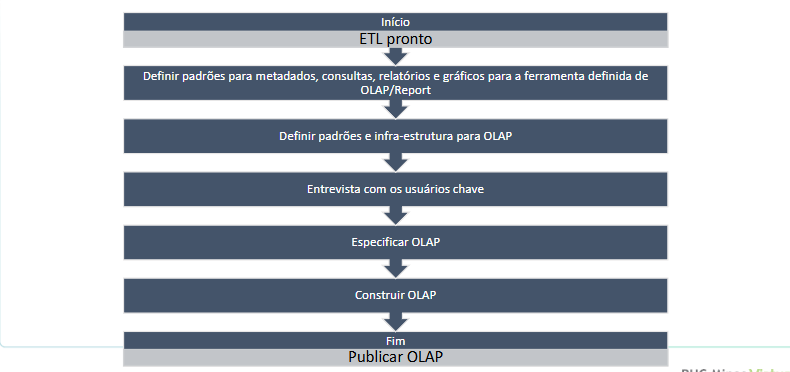 Início
ETL pronto
Definir padrões para metadados, consultas, relatórios e gráficos para a ferramenta definida de
OLAP/Report
Definir padrões e infra-estrutura para OLAP
Entrevista com os usuários chave
Especificar OLAP
Construir OLAP
Fim
Publicar OLAP